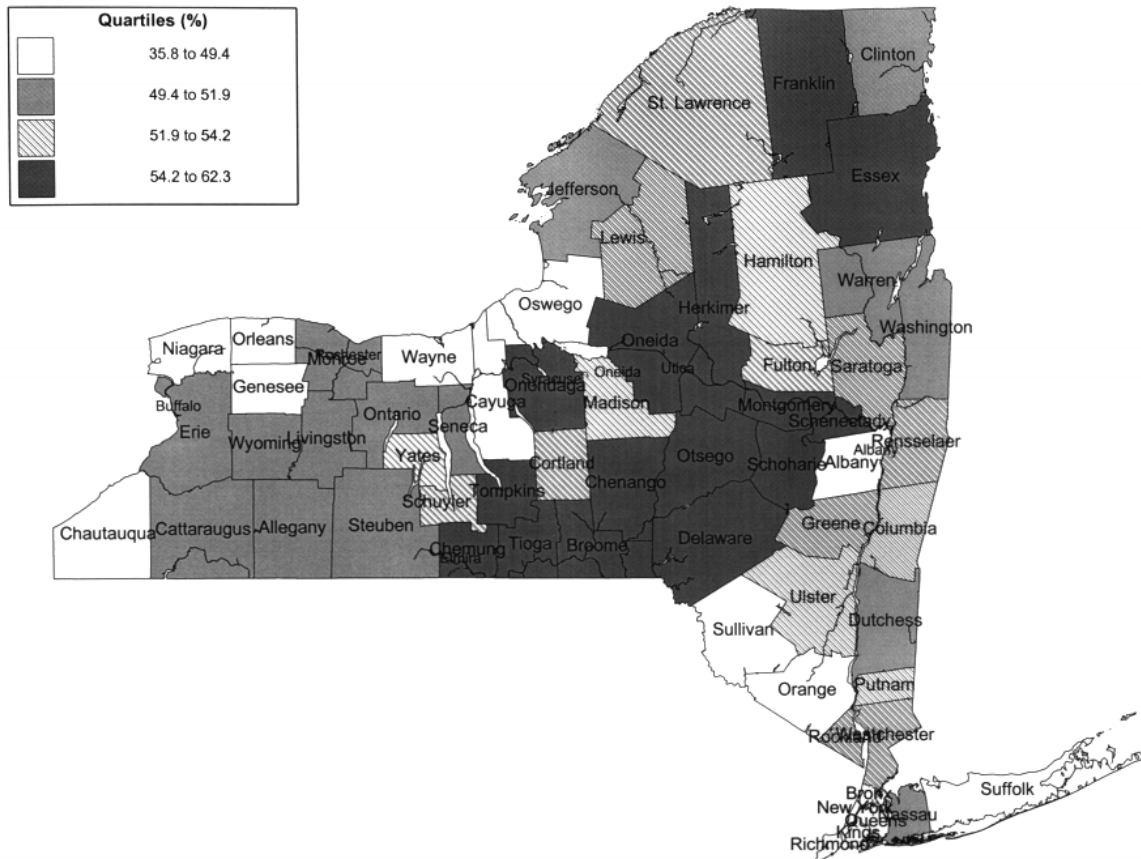 Quartiles (%)
35.8 to 49.4
49.4 to 51.9
51.9 to 54.2
54.2 to 62.3
Clinton
Franklin
St. Lawrence
Essex
Jefferson
Lewis
Hamilton
Warren
Oswego
Herkimer
Washington
Orleans
Oneida
Niagara
Rochester
Monroe
Wayne
Fulton
Saratoga
Utica
Oneida
Syracuse
Onondaga
Genesee
Madison
Cayuga
Montgomery
Buffalo
Ontario
Schenectady
Seneca
Erie
Wyoming
Livingston
Rensselaer
Albany
Albany
Yates
Cortland
Otsego
Schoharie
Chenango
Tompkins
Schuyler
Greene
Columbia
Chautauqua
Cattaraugus
Allegany
Steuben
Delaware
Tioga
Broome
Chemung
Elmira
Ulster
Dutchess
Sullivan
Putnam
Orange
Westchester
Rockland
Suffolk
Bronx
New York
Nassau
Queens
Kings
Richmond